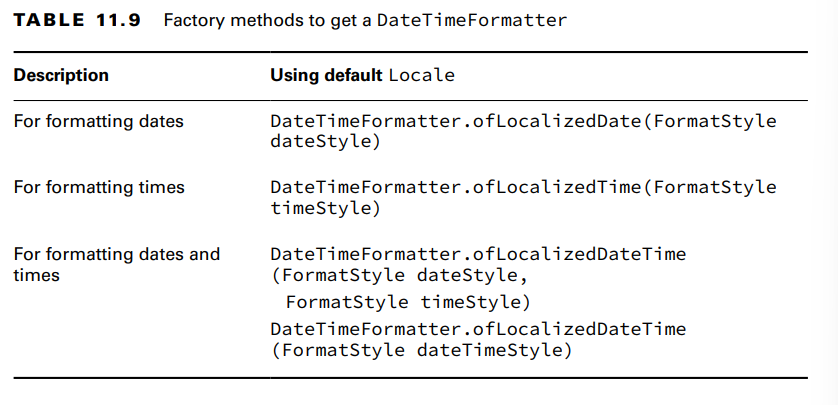 TABLE 11.9 Factory methods to get a DateTimeFormatter
Description Using default Locale
For formatting dates DateTimeFormatter.ofLocalizedDate(FormatStyle
dateStyle)
For formatting times DateTimeFormatter.ofLocalizedTime(FormatStyle
timeStyle)
For formatting dates and DateTimeFormatter.ofLocalizedDateTime
times (FormatStyle dateStyle,
FormatStyle timeStyle)
DateTimeFormatter.ofLocalizedDateTime
(FormatStyle dateTimeStyle)